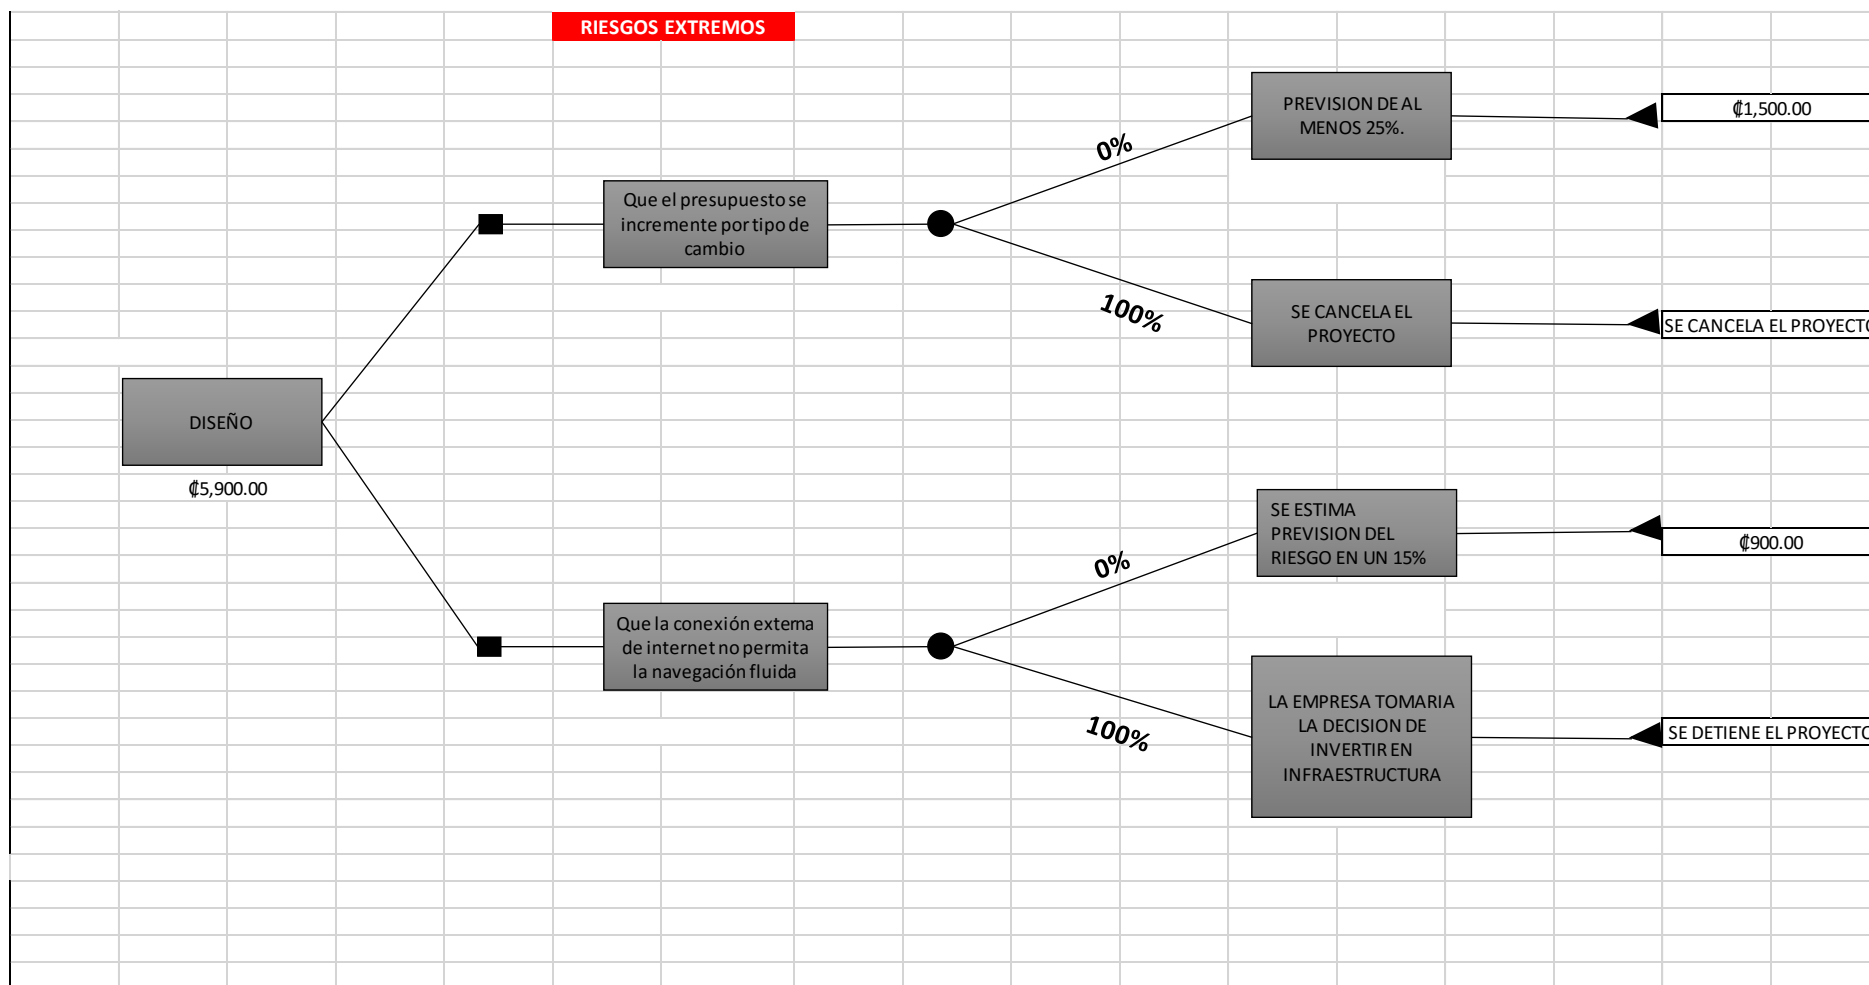 RIESGOS EXTREMOS
PREVISION DE AL
MENOS 25%.
₡1,500.00
0%
Que el presupuesto se
incremente por tipo de
cambio
100%
SE CANCELA EL
PROYECTO
SE CANCELA EL PROYECTO
DISEÑO
₡5,900.00
SE ESTIMA
PREVISION DEL
RIESGO EN UN 15%
₡900.00
0%
Que la conexión externa
de internet no permita
la navegación fluida
100%
LA EMPRESA TOMARIA
LA DECISION DE
INVERTIR EN
INFRAESTRUCTURA
SE DETIENE EL PROYECTO